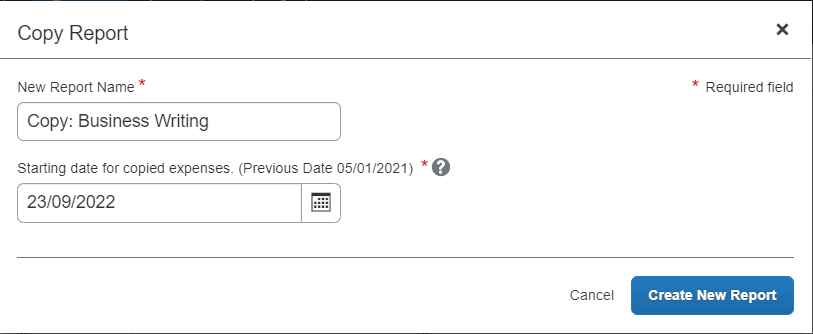 Copy Report
New Report Name *
* Required field
Copy: Business Writing
Starting date for copied expenses. (Previous Date 05/01/2021) * ?
23/09/2022
Cancel
Create New Report